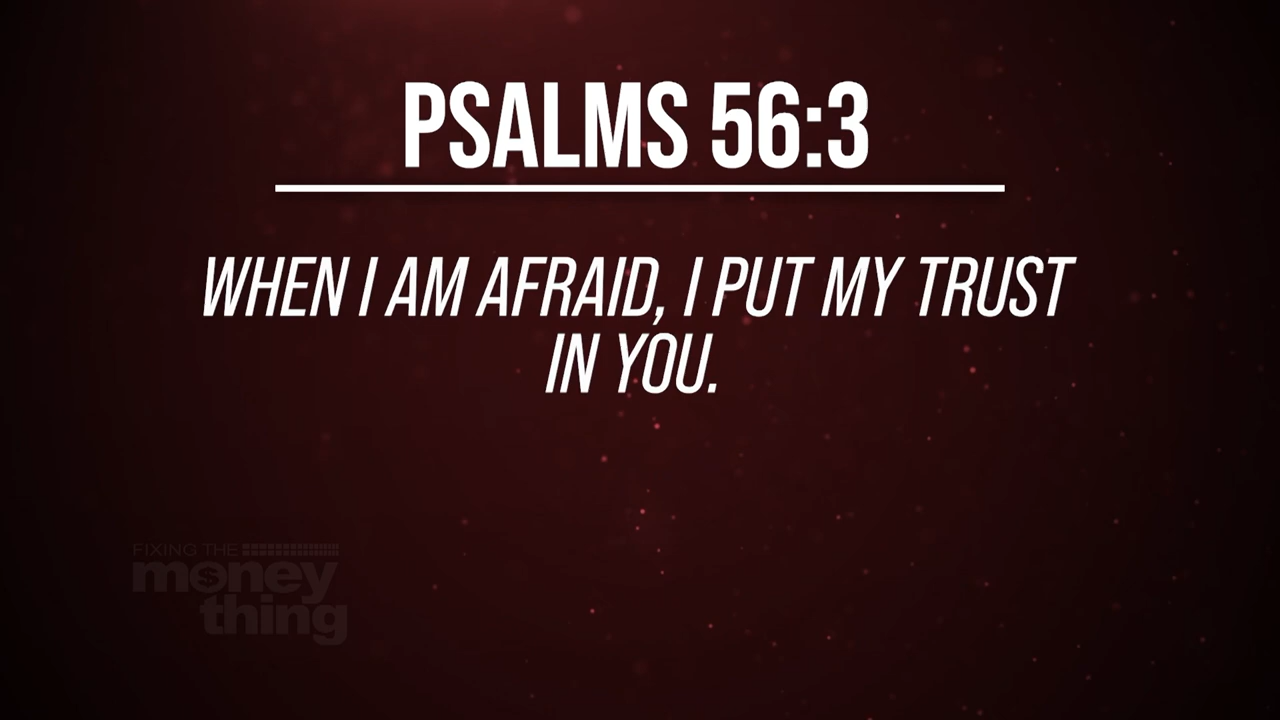 PSALMS 56:3
WHEN I AM AFRAID, I PUT MY TRUST
IN YOU.
FIXING THE
money
thing